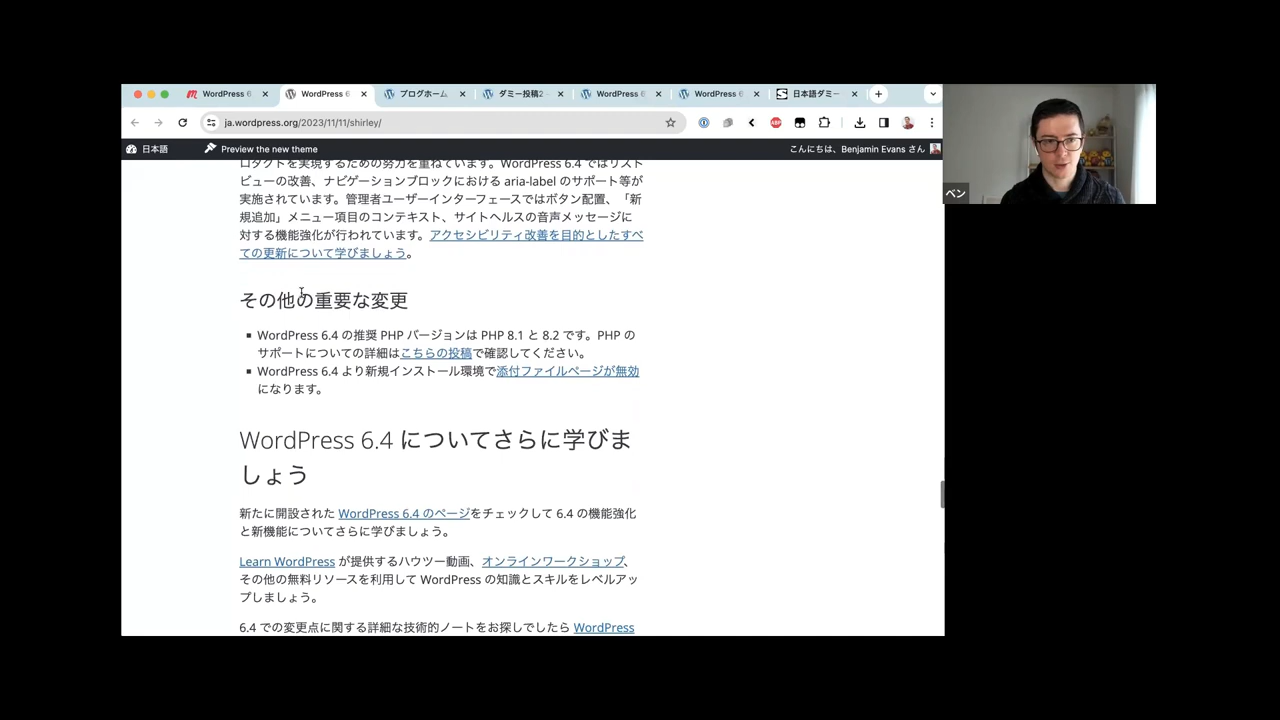 WordPress 6
WordPress 6
ブログホーム
ダミー投稿2
WordPress 6
WordPress 6
日本語ダミー
ja.wordpress.org/2023/11/11/shirley/
ABP
日本語
Preview the new theme
こんにちは、Benjamin Evans さん
ロダクトを実現するための努力を重ねています。WordPress 6.4 ではリスト
ビューの改善、ナビゲーションブロックにおける aria-label のサポート等が
実施されています。管理者ユーザーインターフェースではボタン配置、「新
規追加」メニュー項目のコンテキスト、サイトヘルスの音声メッセージに
対する機能強化が行われています。アクセシビリティ改善を目的としたすべ
ての更新について学びましょう。
その他の重要な変更
WordPress 6.4 の推奨 PHP バージョンは PHP 8.1 と 8.2 です。PHP の
サポートについての詳細はこちらの投稿で確認してください。
WordPress 6.4 より新規インストール環境で添付ファイルページが無効
になります。
WordPress 6.4 についてさらに学びま
しょう
新たに開設された WordPress 6.4 のページをチェックして 6.4 の機能強化
と新機能についてさらに学びましょう。
Learn WordPress が提供するハウツー動画、オンラインワークショップ、
その他の無料リソースを利用して WordPress の知識とスキルをレベルアッ
プしましょう。
6.4 での変更点に関する詳細な技術的ノートをお探しでしたら WordPress
ベン